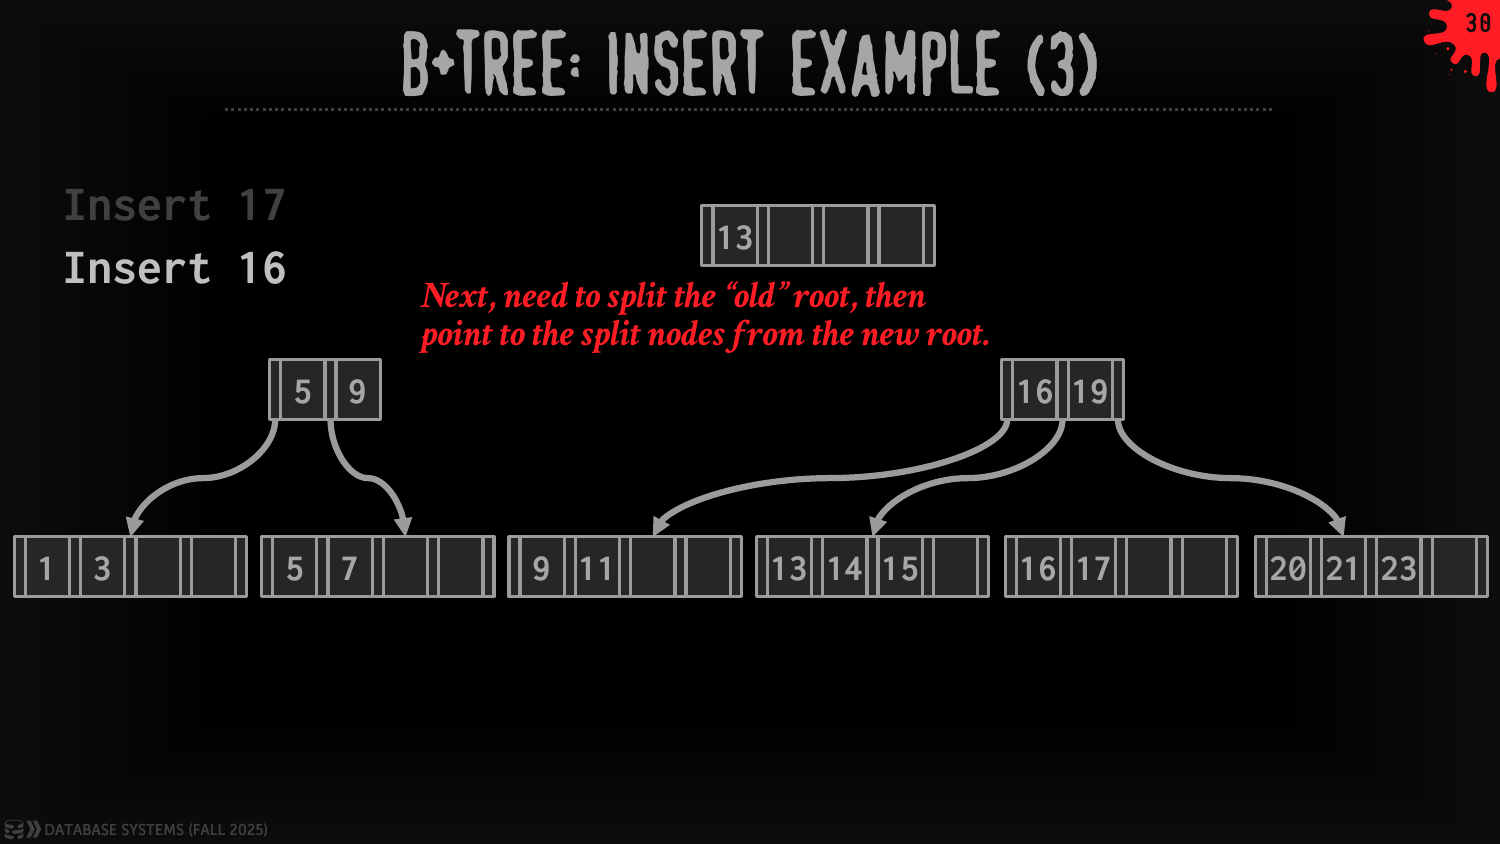 30
B+TREE: INSERT EXAMPLE (3)
Insert 17
Insert 16
13
Next, need to split the “old” root, then
point to the split nodes from the new root.
5 9
16 19
1 3
5 7
9 11
13 14 15
16 17
20 21 23
DATABASE SYSTEMS (FALL 2025)